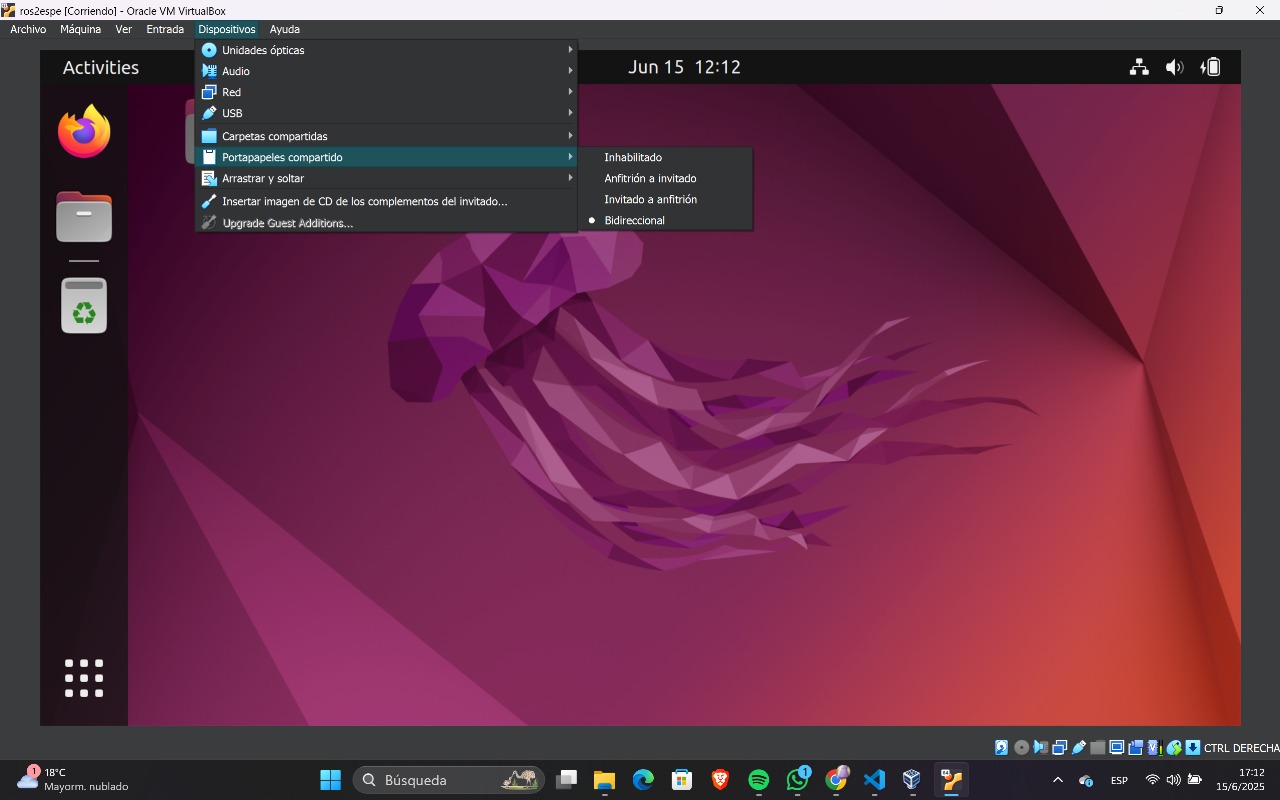 ros2espe [Corriendo] - Oracle VM VirtualBox
Archivo Máquina Ver Entrada Dispositivos Ayuda
Activities
Jun 15 12:12
Unidades ópticas
Audio
Red
USB
Carpetas compartidas
Portapapeles compartido
Arrastrar y soltar
Insertar imagen de CD de los complementos del invitado...
Upgrade Guest Additions...
Inhabilitado
Anfitrión a invitado
Invitado a anfitrión
Bidireccional
CTRL DERECHA
1
18°C
Mayorm. nublado
Búsqueda
1
ESP
17:12
15/6/2025